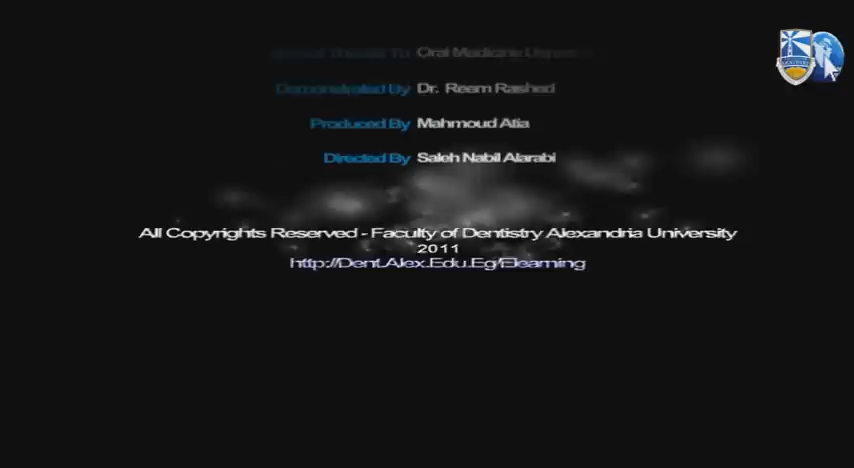 Oral Medicine
Demonstrated By Dr. Reem Rashed
Produced By Mahmoud Atia
Directed By Saleh Nabil Alarabi
All Copyrights Reserved - Faculty of Dentistry Alexandria University
2011
http://Dent.Alex.Edu.Eg/Elearning